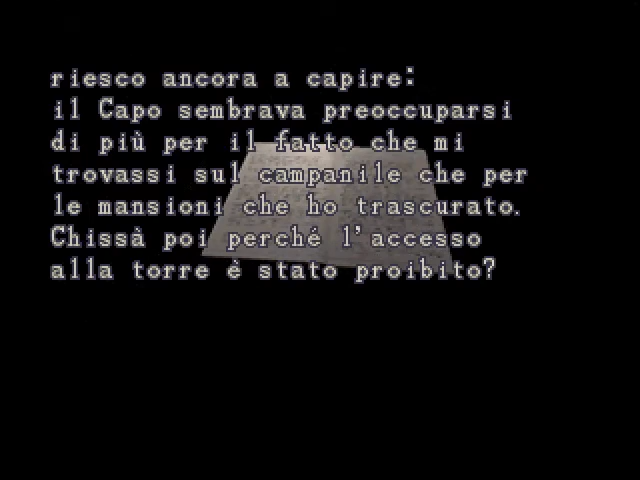 riesco ancora a capire:
il Capo sembrava preoccuparsi
di più per il fatto che mi
trovassi sul campanile che per
le mansioni che ho trascurato.
Chissà poi perché l'accesso
alla torre è stato proibito?